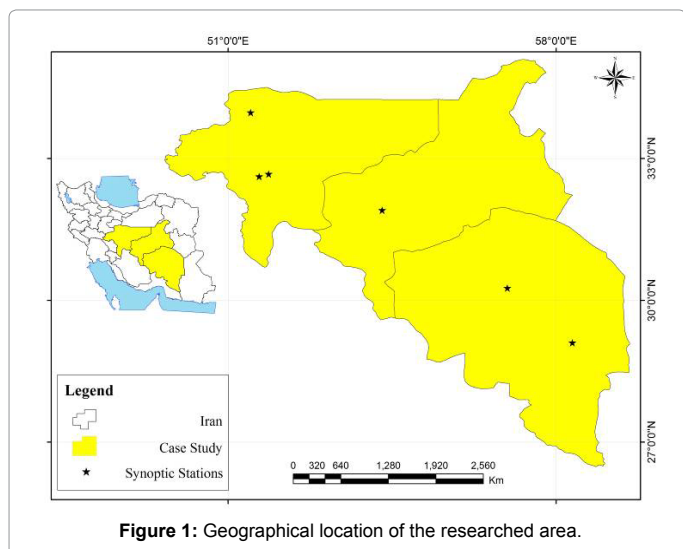 51°0'0"E 58°0'0"E
N
W E
S
33°0'0"N
30°0'0"N
27°0'0"N
Legend
Iran
Case Study
Synoptic Stations
0 320 640 1,280 1,920 2,560
Km
Figure 1: Geographical location of the researched area.